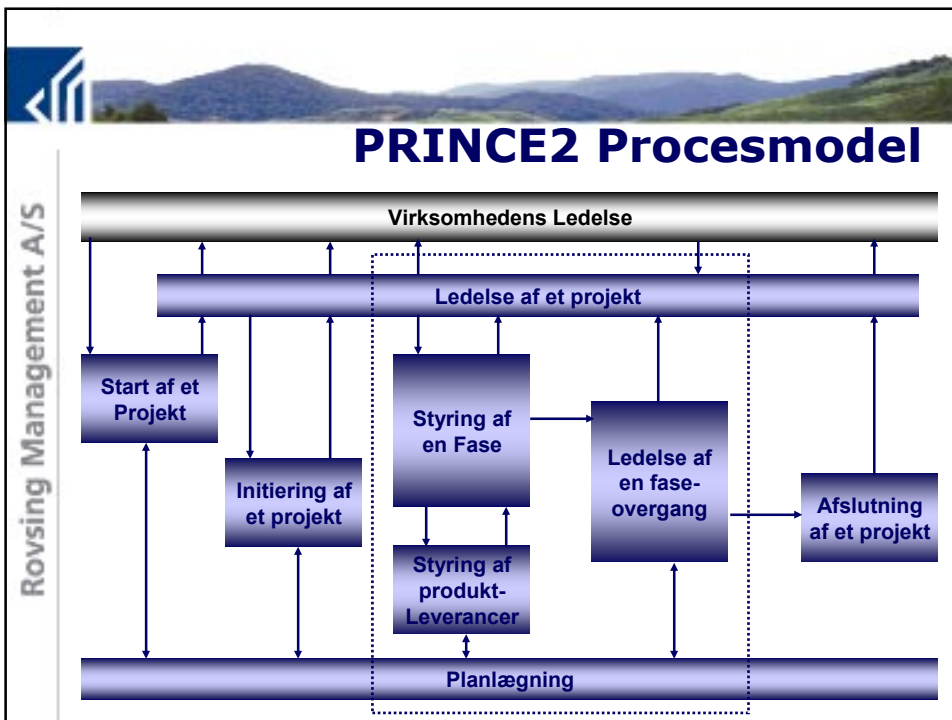 PRINCE2 Procesmodel
Rovsing Management A/S
Virksomhedens Ledelse
Ledelse af et projekt
Start af et
Projekt
Styring af
en Fase
Ledelse af
en fase-
overgang
Initiering af
et projekt
Afslutning
af et projekt
Styring af
produkt-
Leverancer
Planlægning